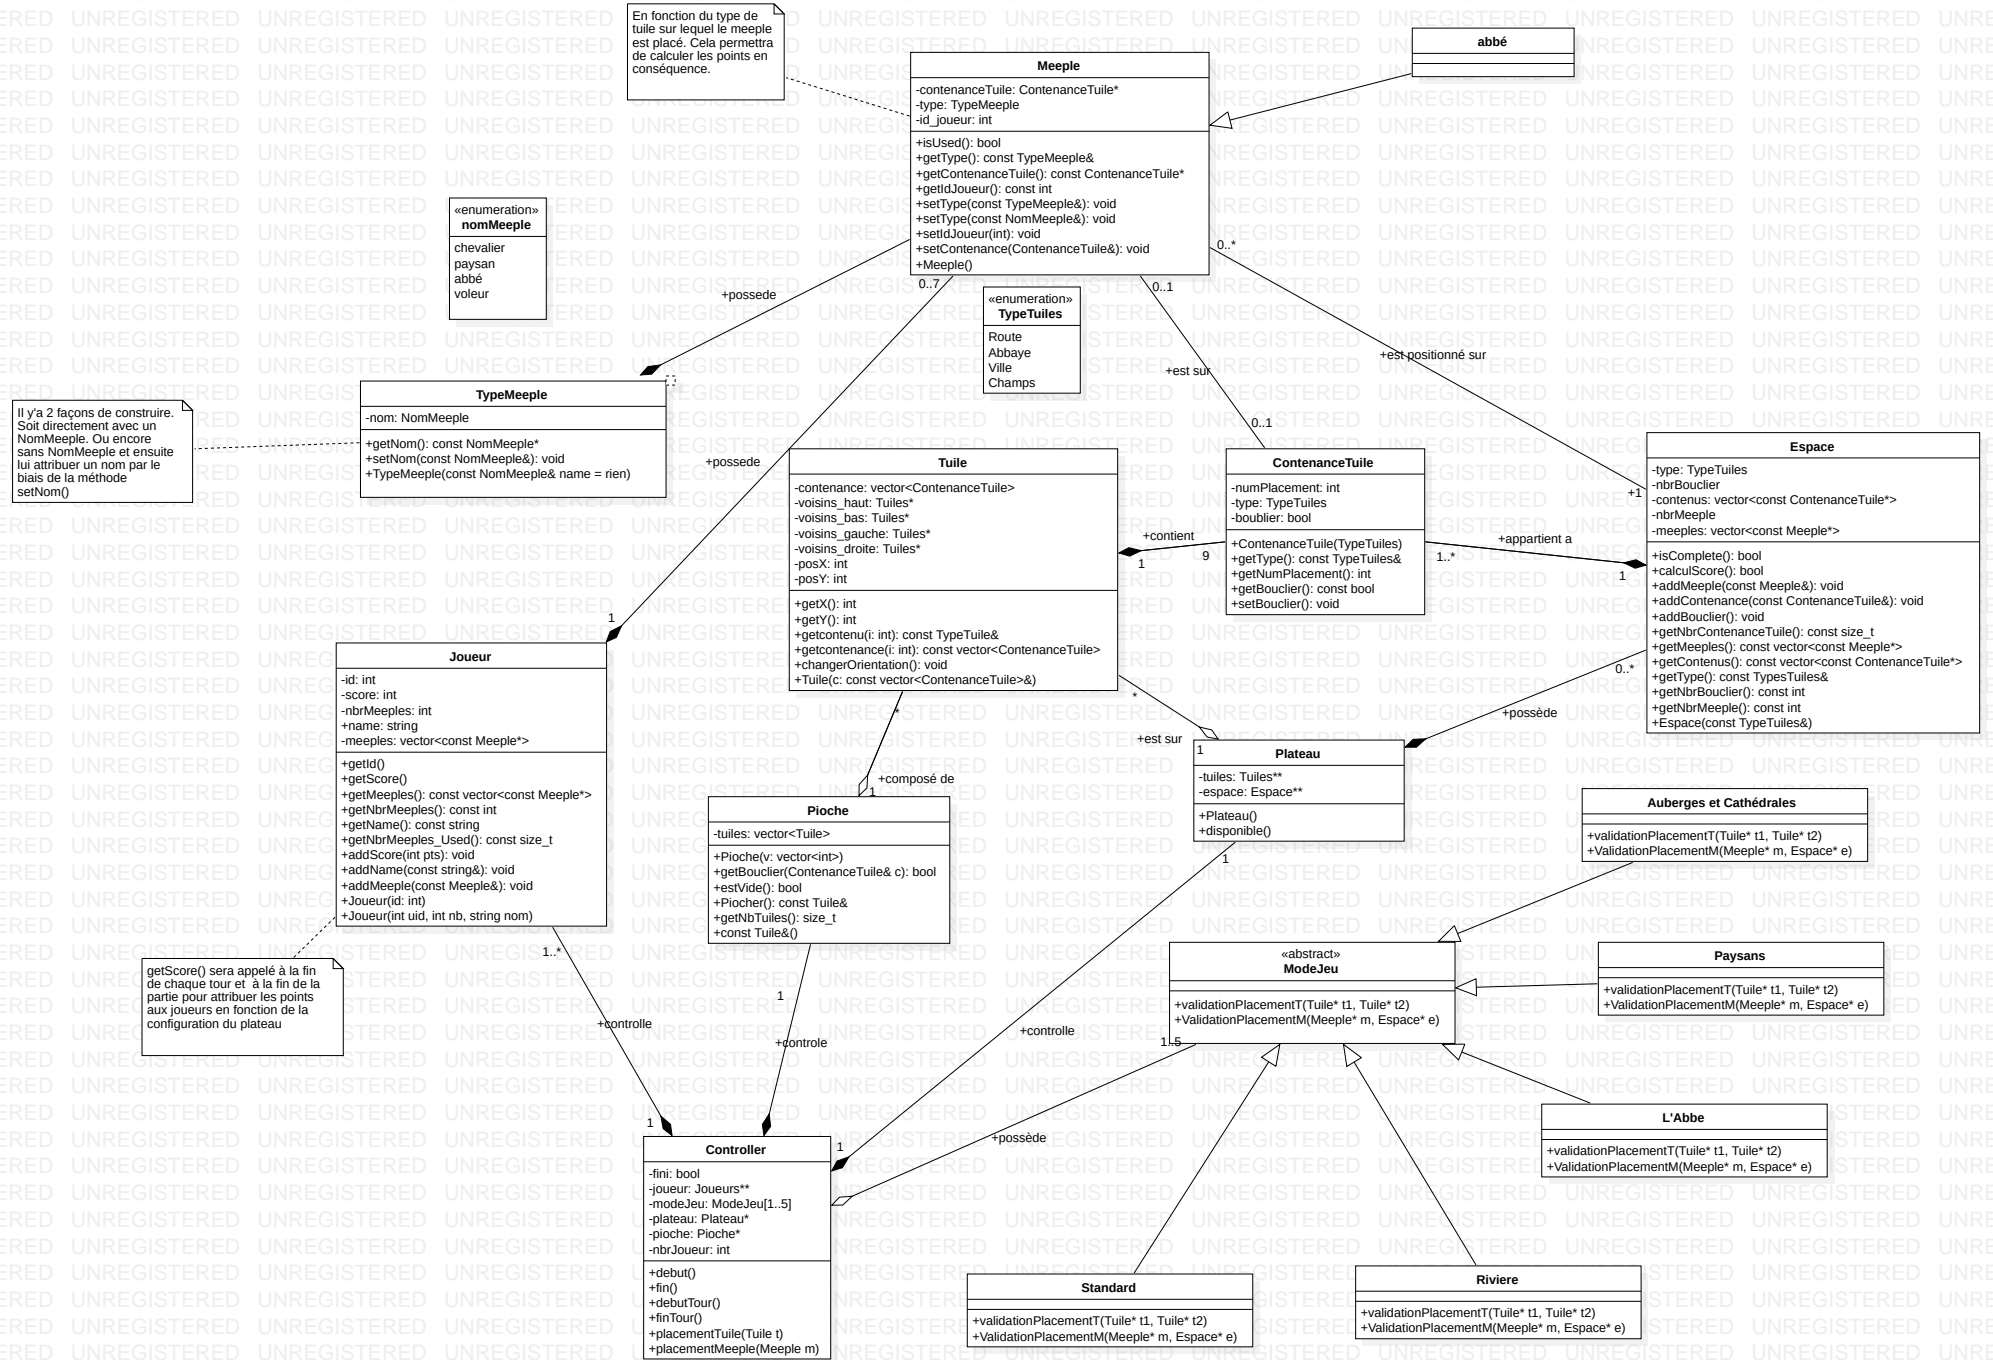 En fonction du type de
tuile sur lequel le meeple
est placé. Cela permettra
de calculer les points en
conséquence.
abbé
Meeple
-contenanceTuile: ContenanceTuile*
-type: TypeMeeple
-id_joueur: int
+isUsed(): bool
+getType(): const TypeMeeple&
+getContenanceTuile(): const ContenanceTuile*
+getIdJoueur(): const int
+setType(const TypeMeeple&): void
+setType(const NomMeeple&): void
+setIdJoueur(int): void
+setContenance(ContenanceTuile&): void
+Meeple()
«enumeration»
nomMeeple
chevalier
paysan
abbé
voleur
+possede
0..7
0..1
0..*
«enumeration»
TypeTuiles
Route
Abbaye
Ville
Champs
+est positionné sur
+est sur
0..1
+1
TypeMeeple
-nom: NomMeeple
+getNom(): const NomMeeple*
+setNom(const NomMeeple&): void
+TypeMeeple(const NomMeeple& name = rien)
Il y'a 2 façons de construire.
Soit directement avec un
NomMeeple. Ou encore
sans NomMeeple et ensuite
lui attribuer un nom par le
biais de la méthode
setNom()
+possede
1
Tuile
-contenance: vector<ContenanceTuile>
-voisins_haut: Tuiles*
-voisins_bas: Tuiles*
-voisins_gauche: Tuiles*
-voisins_droite: Tuiles*
-posX: int
-posY: int
+getX(): int
+getY(): int
+getcontenu(i: int): const TypeTuile&
+getcontenance(i: int): const vector<ContenanceTuile>
+changerOrientation(): void
+Tuile(c: const vector<ContenanceTuile>&)
+contient
1
9
ContenanceTuile
-numPlacement: int
-type: TypeTuiles
-boublier: bool
+ContenanceTuile(TypeTuiles)
+getType(): const TypeTuiles&
+getNumPlacement(): int
+getBouclier(): const bool
+setBouclier(): void
+appartient a
1..*
1
Espace
-type: TypeTuiles
-nbrBouclier
-contenus: vector<const ContenanceTuile*>
-nbrMeeple
-meeples: vector<const Meeple*>
+isComplete(): bool
+calculScore(): bool
+addMeeple(const Meeple&): void
+addContenance(const ContenanceTuile&): void
+addBouclier(): void
+getNbrContenanceTuile(): const size_t
+getMeeples(): const vector<const Meeple*>
+getContenus(): const vector<const ContenanceTuile*>
+getType(): const TypesTuiles&
+getNbrBouclier(): const int
+getNbrMeeple(): const int
+Espace(const TypeTuiles&)
0..*
+possède
Joueur
-id: int
-score: int
-nbrMeeples: int
+name: string
-meeples: vector<const Meeple*>
+getId()
+getScore()
+getMeeples(): const vector<const Meeple*>
+getNbrMeeples(): const int
+getName(): const string
+getNbrMeeples_Used(): const size_t
+addScore(int pts): void
+addName(const string&): void
+addMeeple(const Meeple&): void
+Joueur(id: int)
+Joueur(int uid, int nb, string nom)
*
+composé de
1
*
+est sur
1
Plateau
-tuiles: Tuiles**
-espace: Espace**
+Plateau()
+disponible()
1
Pioche
-tuiles: vector<Tuile>
+Pioche(v: vector<int>)
+getBouclier(ContenanceTuile& c): bool
+estVide(): bool
+Piocher(): const Tuile&
+getNbTuiles(): size_t
+const Tuile&()
Auberges et Cathédrales
+validationPlacementT(Tuile* t1, Tuile* t2)
+ValidationPlacementM(Meeple* m, Espace* e)
«abstract»
ModeJeu
+validationPlacementT(Tuile* t1, Tuile* t2)
+ValidationPlacementM(Meeple* m, Espace* e)
1..5
Paysans
+validationPlacementT(Tuile* t1, Tuile* t2)
+ValidationPlacementM(Meeple* m, Espace* e)
getScore() sera appelé à la fin
de chaque tour et  à la fin de la
partie pour attribuer les points
aux joueurs en fonction de la
configuration du plateau
1..*
+controlle
1
1
+controle
+controlle
1
+possède
L'Abbe
+validationPlacementT(Tuile* t1, Tuile* t2)
+ValidationPlacementM(Meeple* m, Espace* e)
Controller
-fini: bool
-joueur: Joueurs**
-modeJeu: ModeJeu[1..5]
-plateau: Plateau*
-pioche: Pioche*
-nbrJoueur: int
+debut()
+fin()
+debutTour()
+finTour()
+placementTuile(Tuile t)
+placementMeeple(Meeple m)
Standard
+validationPlacementT(Tuile* t1, Tuile* t2)
+ValidationPlacementM(Meeple* m, Espace* e)
Riviere
+validationPlacementT(Tuile* t1, Tuile* t2)
+ValidationPlacementM(Meeple* m, Espace* e)
UNREGISTERED